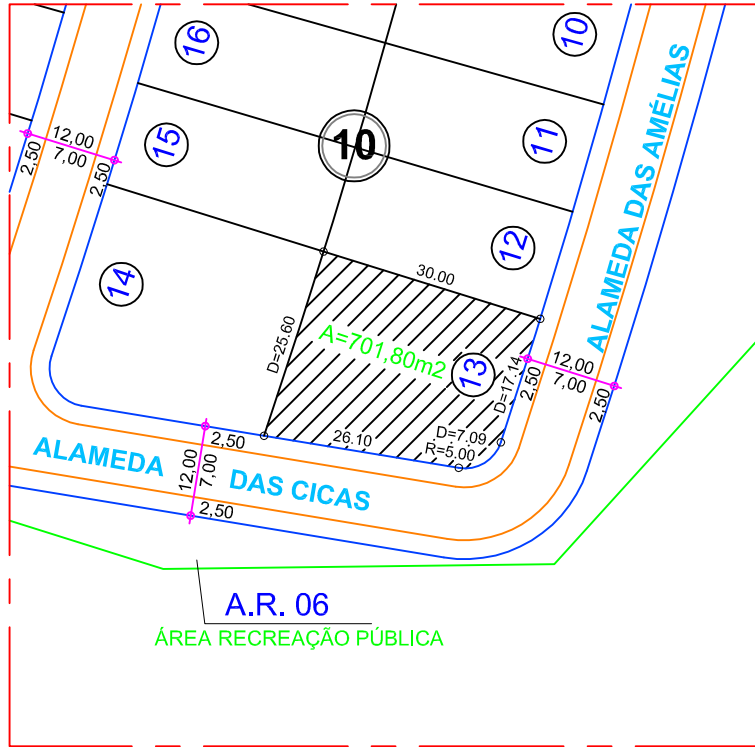 16
10
15
10
11
12,00
7,00
2,50
2,50
ALAMEDA DAS AMÉLIAS
12
14
30.00
D=25.60
A=701,80m2
13
D=17.14
12,00
7,00
2,50
2,50
D=7.09
R=5.00
26.10
2,50
12,00
7,00
2,50
ALAMEDA DAS CICAS
A.R. 06
ÁREA RECREAÇÃO PÚBLICA